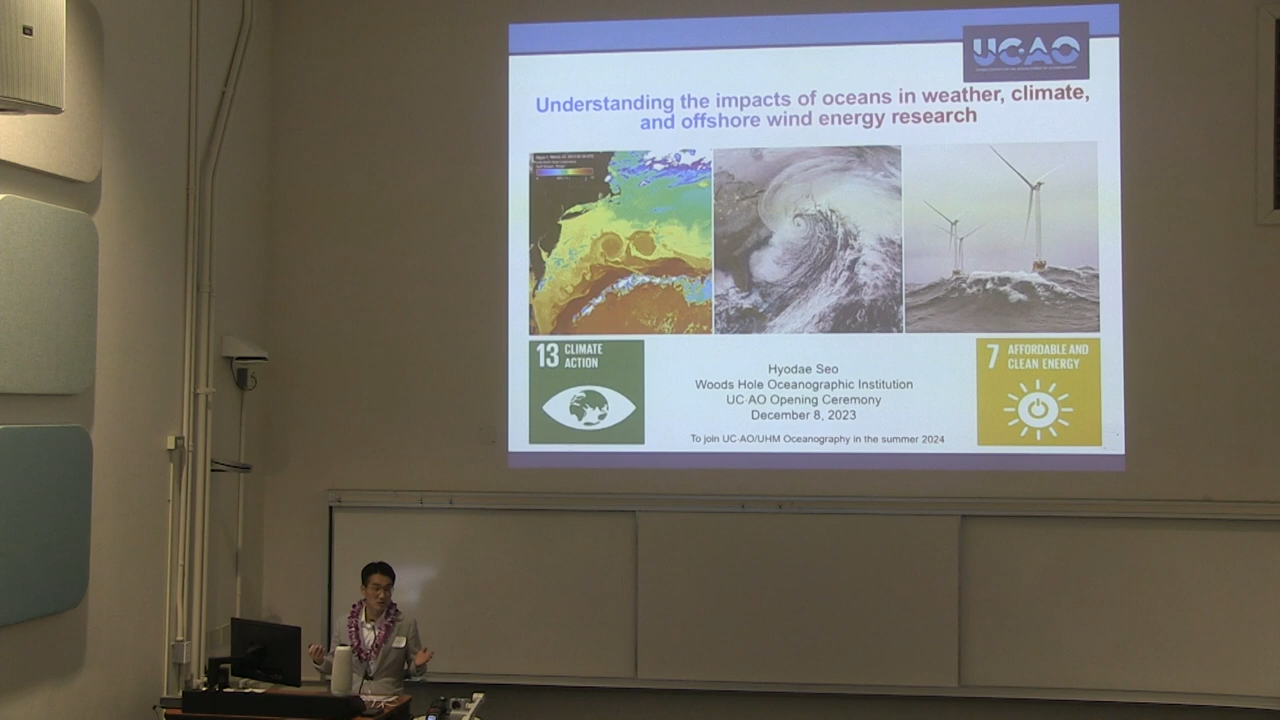 UC·AO
Understanding the impacts of oceans in weather, climate,
and offshore wind energy research
13 CLIMATE
ACTION
7 AFFORDABLE AND
CLEAN ENERGY
Hyodae Seo
Woods Hole Oceanographic Institution
UC·AO Opening Ceremony
December 8, 2023
To join UC·AO/UHM Oceanography in the summer 2024